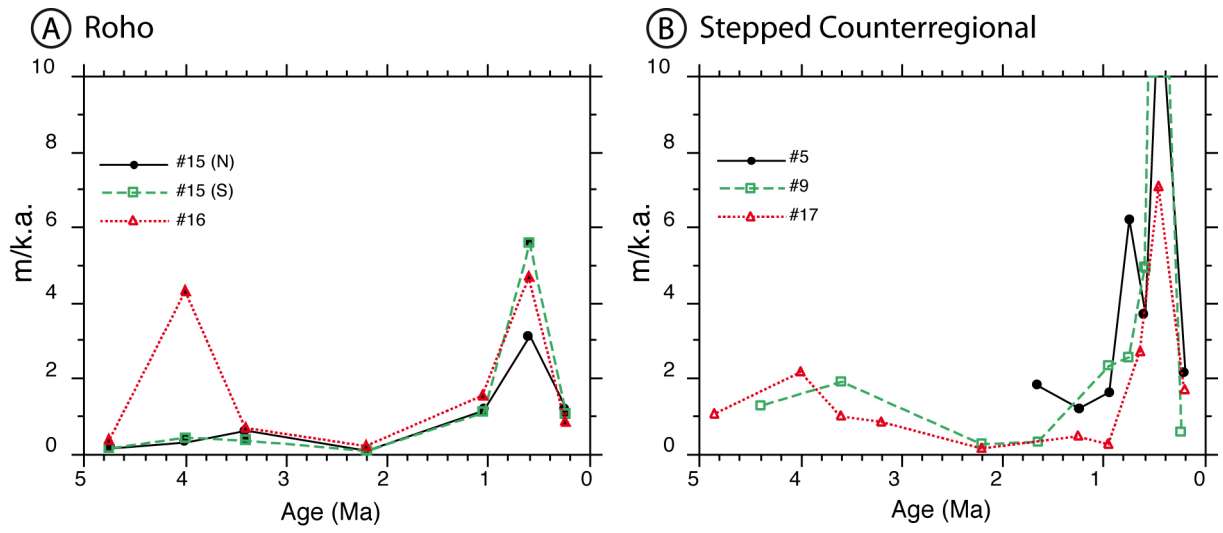 A Roho
10
8
6
4
2
0
m/k.a.
#15 (N)
#15 (S)
#16
5 4 3 2 1 0
Age (Ma)
B Stepped Counterregional
10
8
6
4
2
0
m/k.a.
#5
#9
#17
5 4 3 2 1 0
Age (Ma)